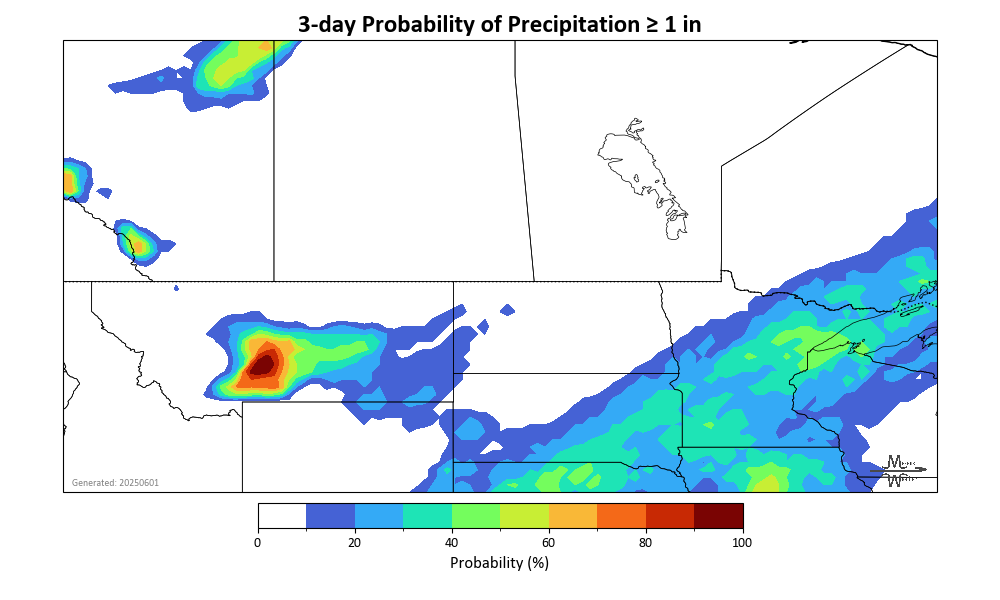 3-day Probability of Precipitation ≥ 1 in
Generated: 20250601
0 20 40 60 80 100
Probability (%)